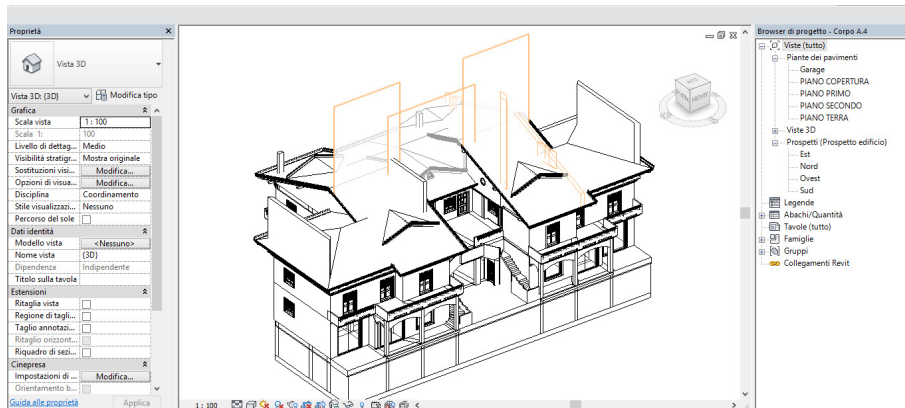 Proprietà
Vista 3D
Vista 3D: {3D}
Modifica tipo
Grafica
Scala vista 1 : 100
Scala 1: 100
Livello di dettag... Medio
Visibilità stratigr... Mostra originale
Sostituzioni visi... Modifica...
Opzioni di visua... Modifica...
Disciplina Coordinamento
Stile visualizzazi... Nessuno
Percorso del sole
Dati identità
Modello vista <Nessuno>
Nome vista {3D}
Dipendenza Indipendente
Titolo sulla tavola
Estensioni
Ritaglia vista
Regione di tagli...
Taglio annotazi...
Ritaglio orizzont...
Riquadro di sezi...
Cinepresa
Impostazioni di ... Modifica...
Orientamento b...
Guida alle proprietà
Applica
1 : 100
Browser di progetto - Corpo A.4
Viste (tutto)
Piante dei pavimenti
Garage
PIANO COPERTURA
PIANO PRIMO
PIANO SECONDO
PIANO TERRA
Viste 3D
Prospetti (Prospetto edificio)
Est
Nord
Ovest
Sud
Legende
Abachi/Quantità
Tavole (tutto)
Famiglie
Gruppi
Collegamenti Revit